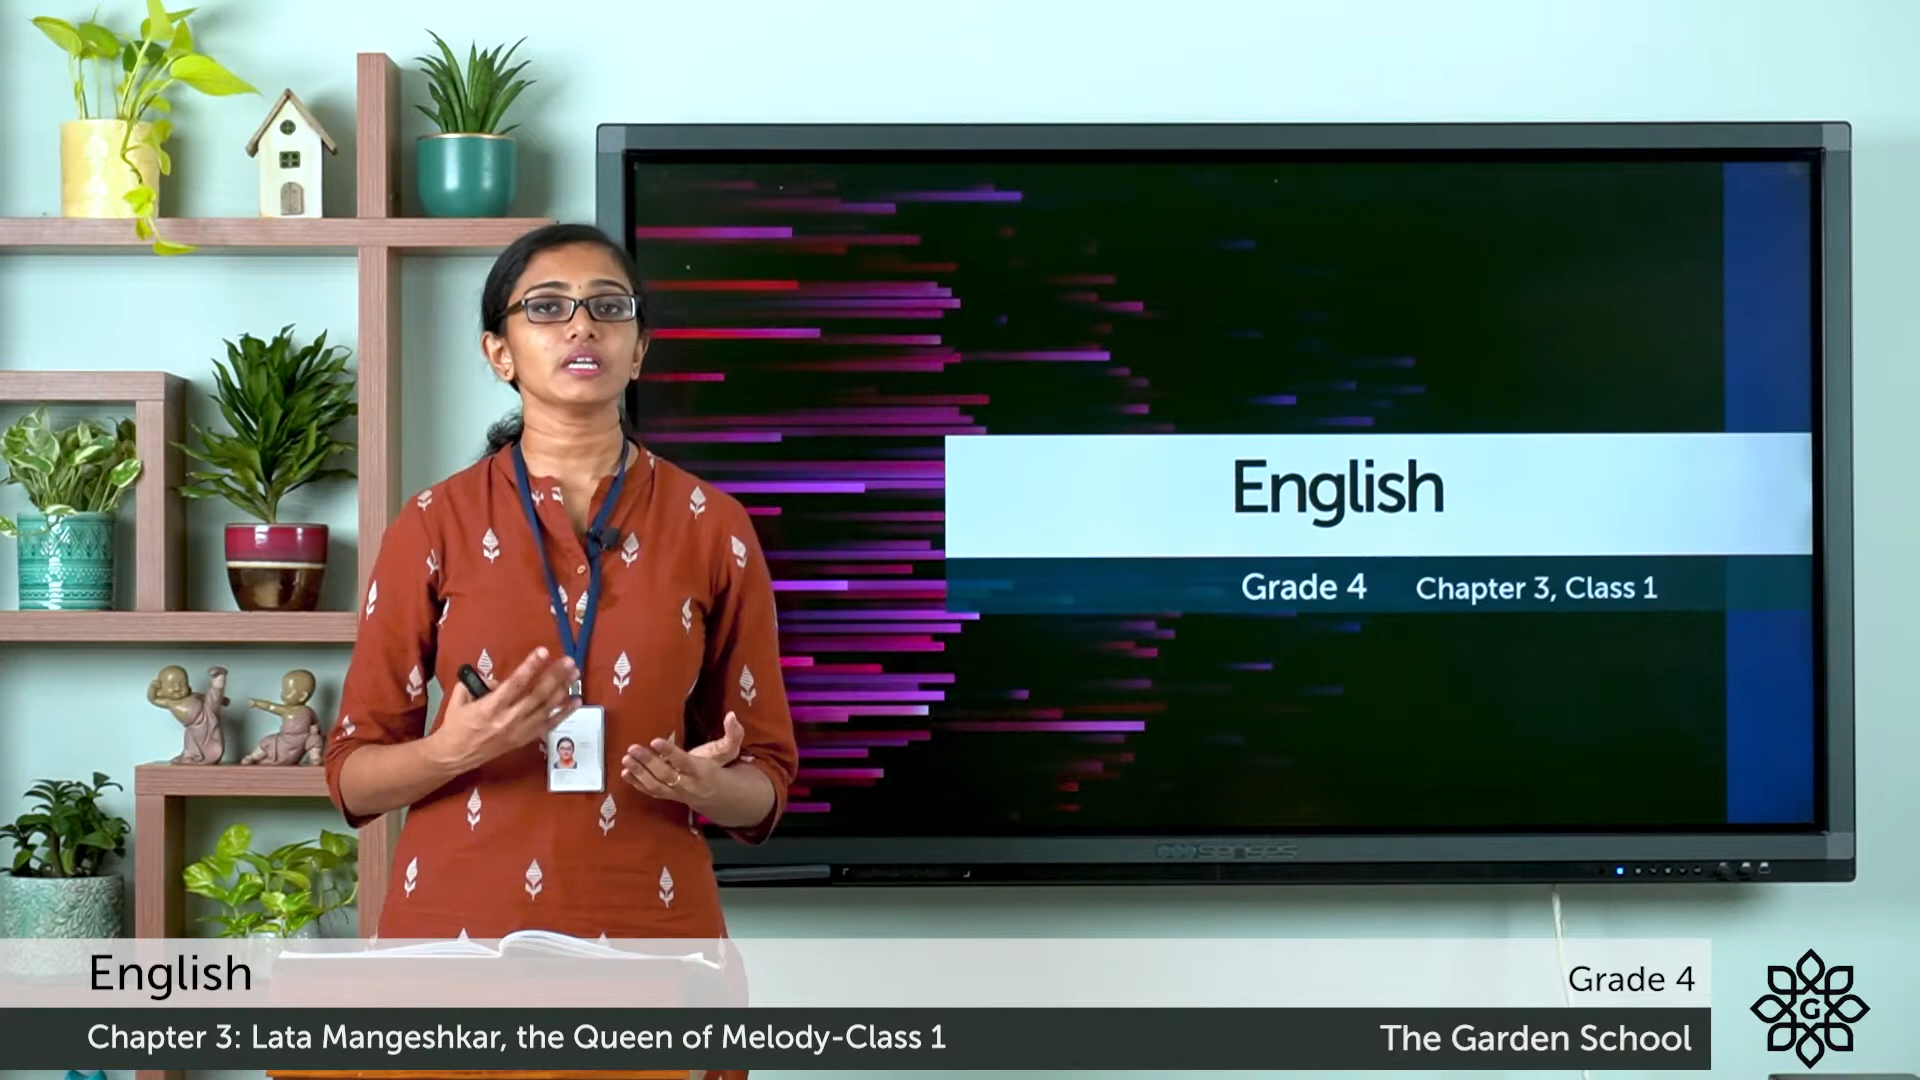 English
Grade 4 Chapter 3, Class 1
English
Grade 4
Chapter 3: Lata Mangeshkar, the Queen of Melody-Class 1
The Garden School
G